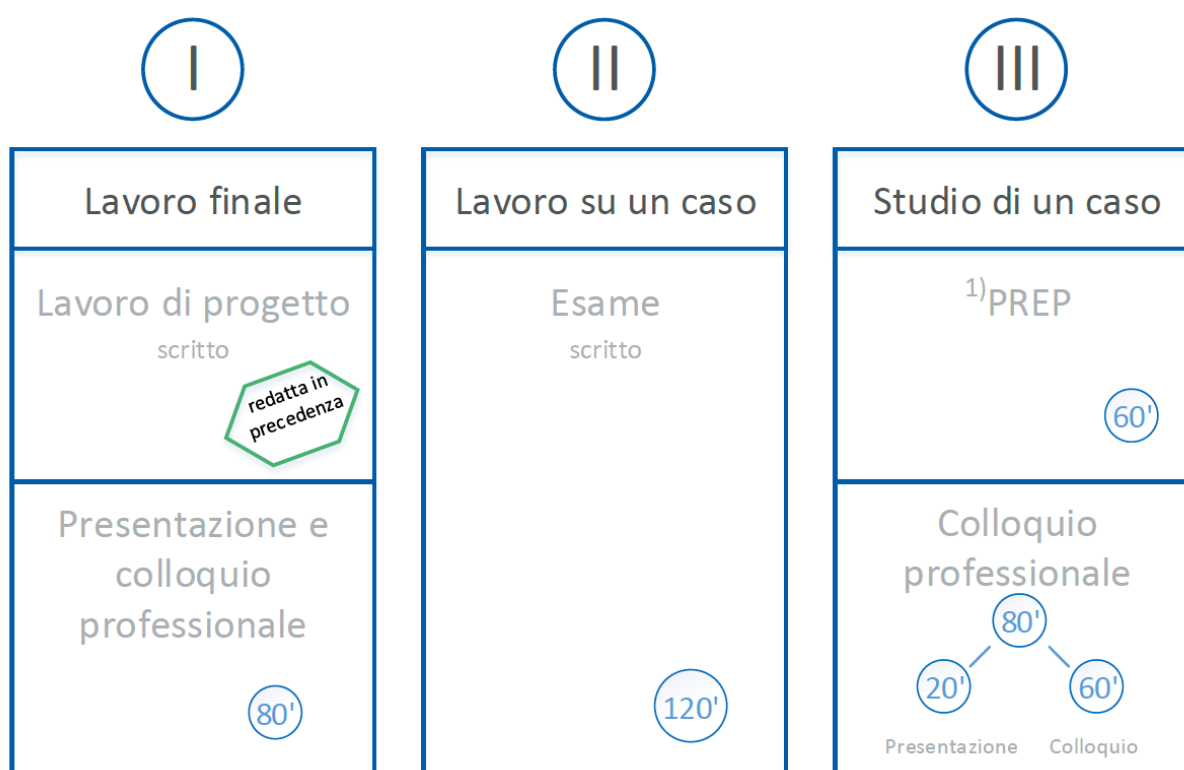 I
II
III
Lavoro finale
Lavoro su un caso
Studio di un caso
Lavoro di progetto
scritto
redatta in
precedenza
Esame
scritto
1)PREP
60'
Presentazione e
colloquio
professionale
80'
120'
Colloquio
professionale
80'
20'
60'
Presentazione
Colloquio